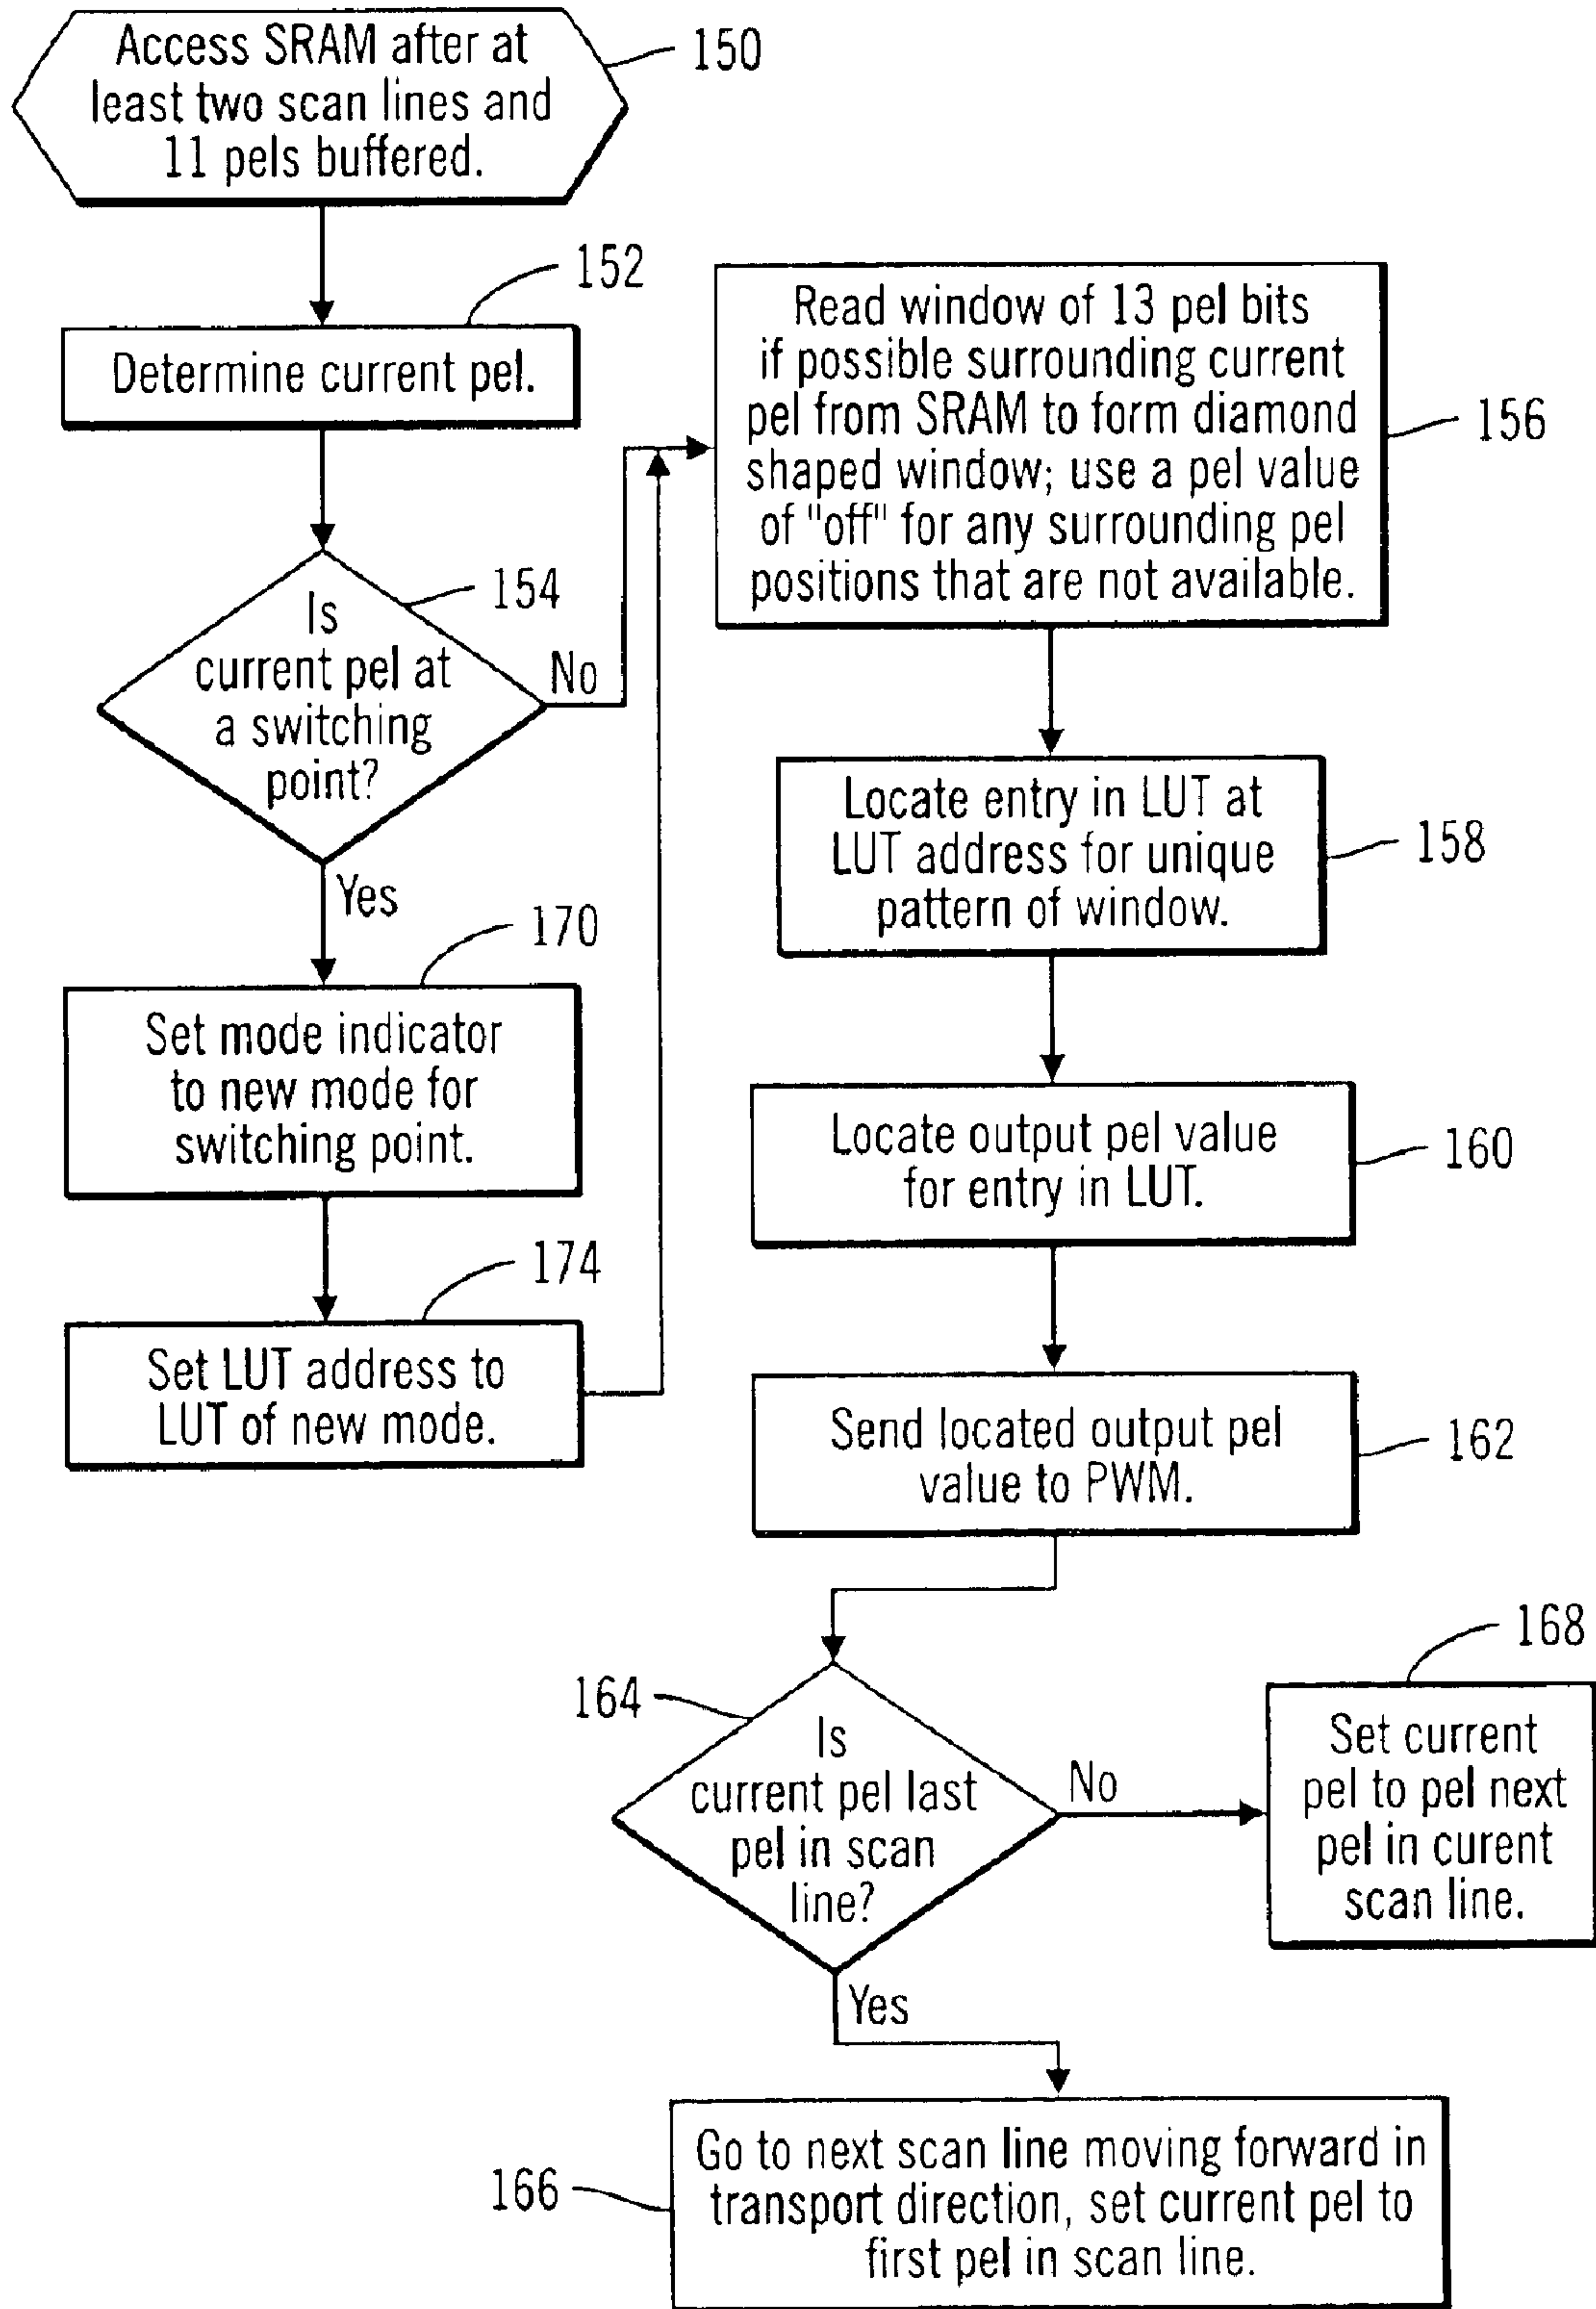 Access SRAM after at
least two scan lines and
11 pels buffered.
150
152
Determine current pel.
154
Is
current pel at
a switching
point?
No
Yes
170
Set mode indicator
to new mode for
switching point.
174
Set LUT address to
LUT of new mode.
Read window of 13 pel bits
if possible surrounding current
pel from SRAM to form diamond
shaped window; use a pel value
of "off" for any surrounding pel
positions that are not available.
156
Locate entry in LUT at
LUT address for unique
pattern of window.
158
Locate output pel value
for entry in LUT.
160
Send located output pel
value to PWM.
162
164
Is
current pel last
pel in scan
line?
No
168
Set current
pel to pel next
pel in curent
scan line.
Yes
166
Go to next scan line moving forward in
transport direction, set current pel to
first pel in scan line.